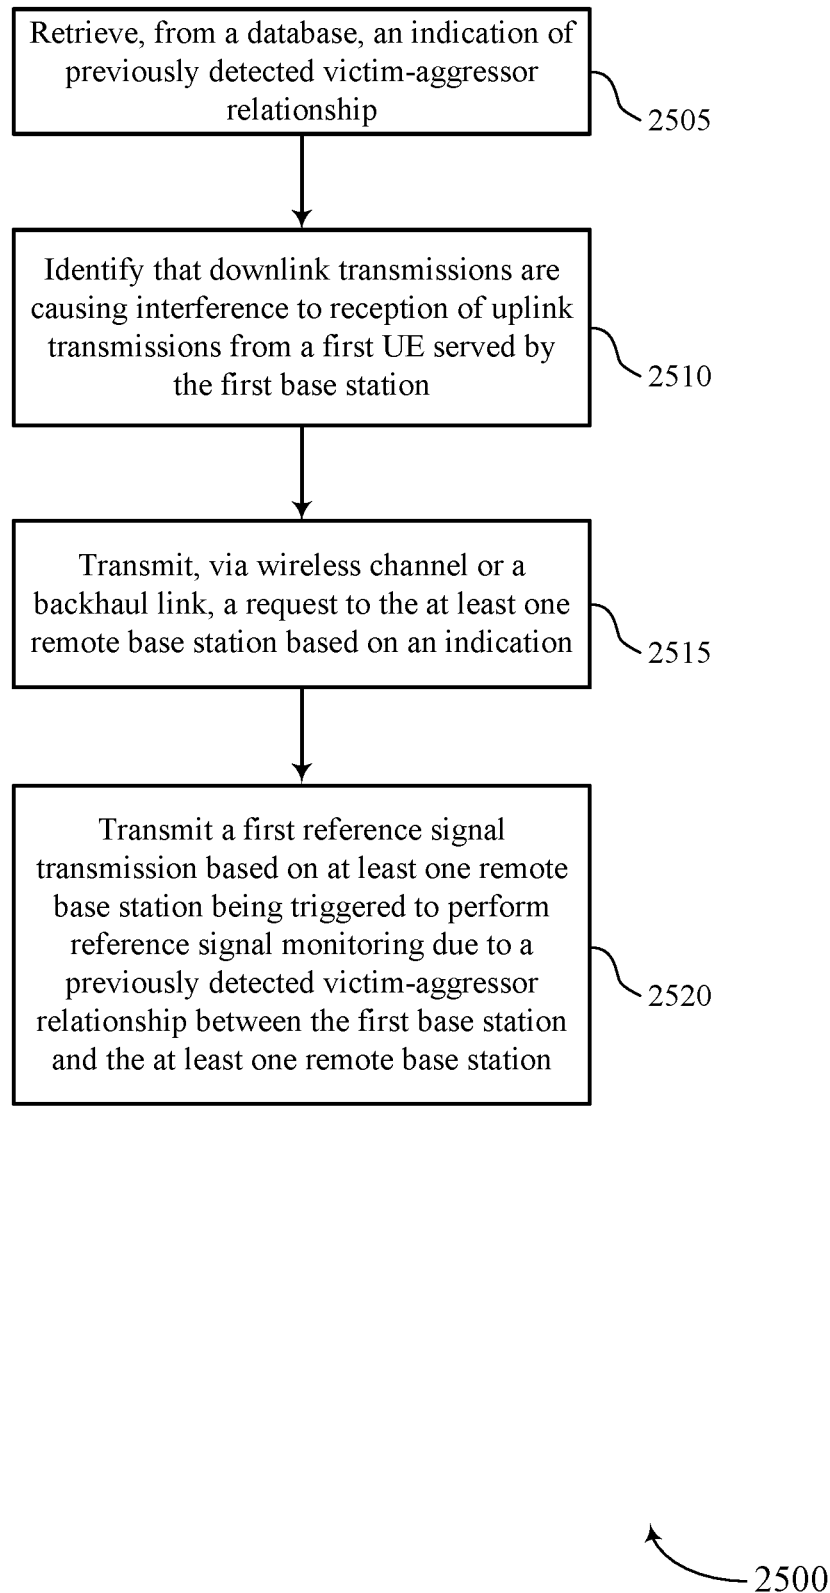 Retrieve, from a database, an indication of
previously detected victim-aggressor
relationship
2505
Identify that downlink transmissions are
causing interference to reception of uplink
transmissions from a first UE served by
the first base station
2510
Transmit, via wireless channel or a
backhaul link, a request to the at least one
remote base station based on an indication
2515
Transmit a first reference signal
transmission based on at least one remote
base station being triggered to perform
reference signal monitoring due to a
previously detected victim-aggressor
relationship between the first base station
and the at least one remote base station
2520
2500